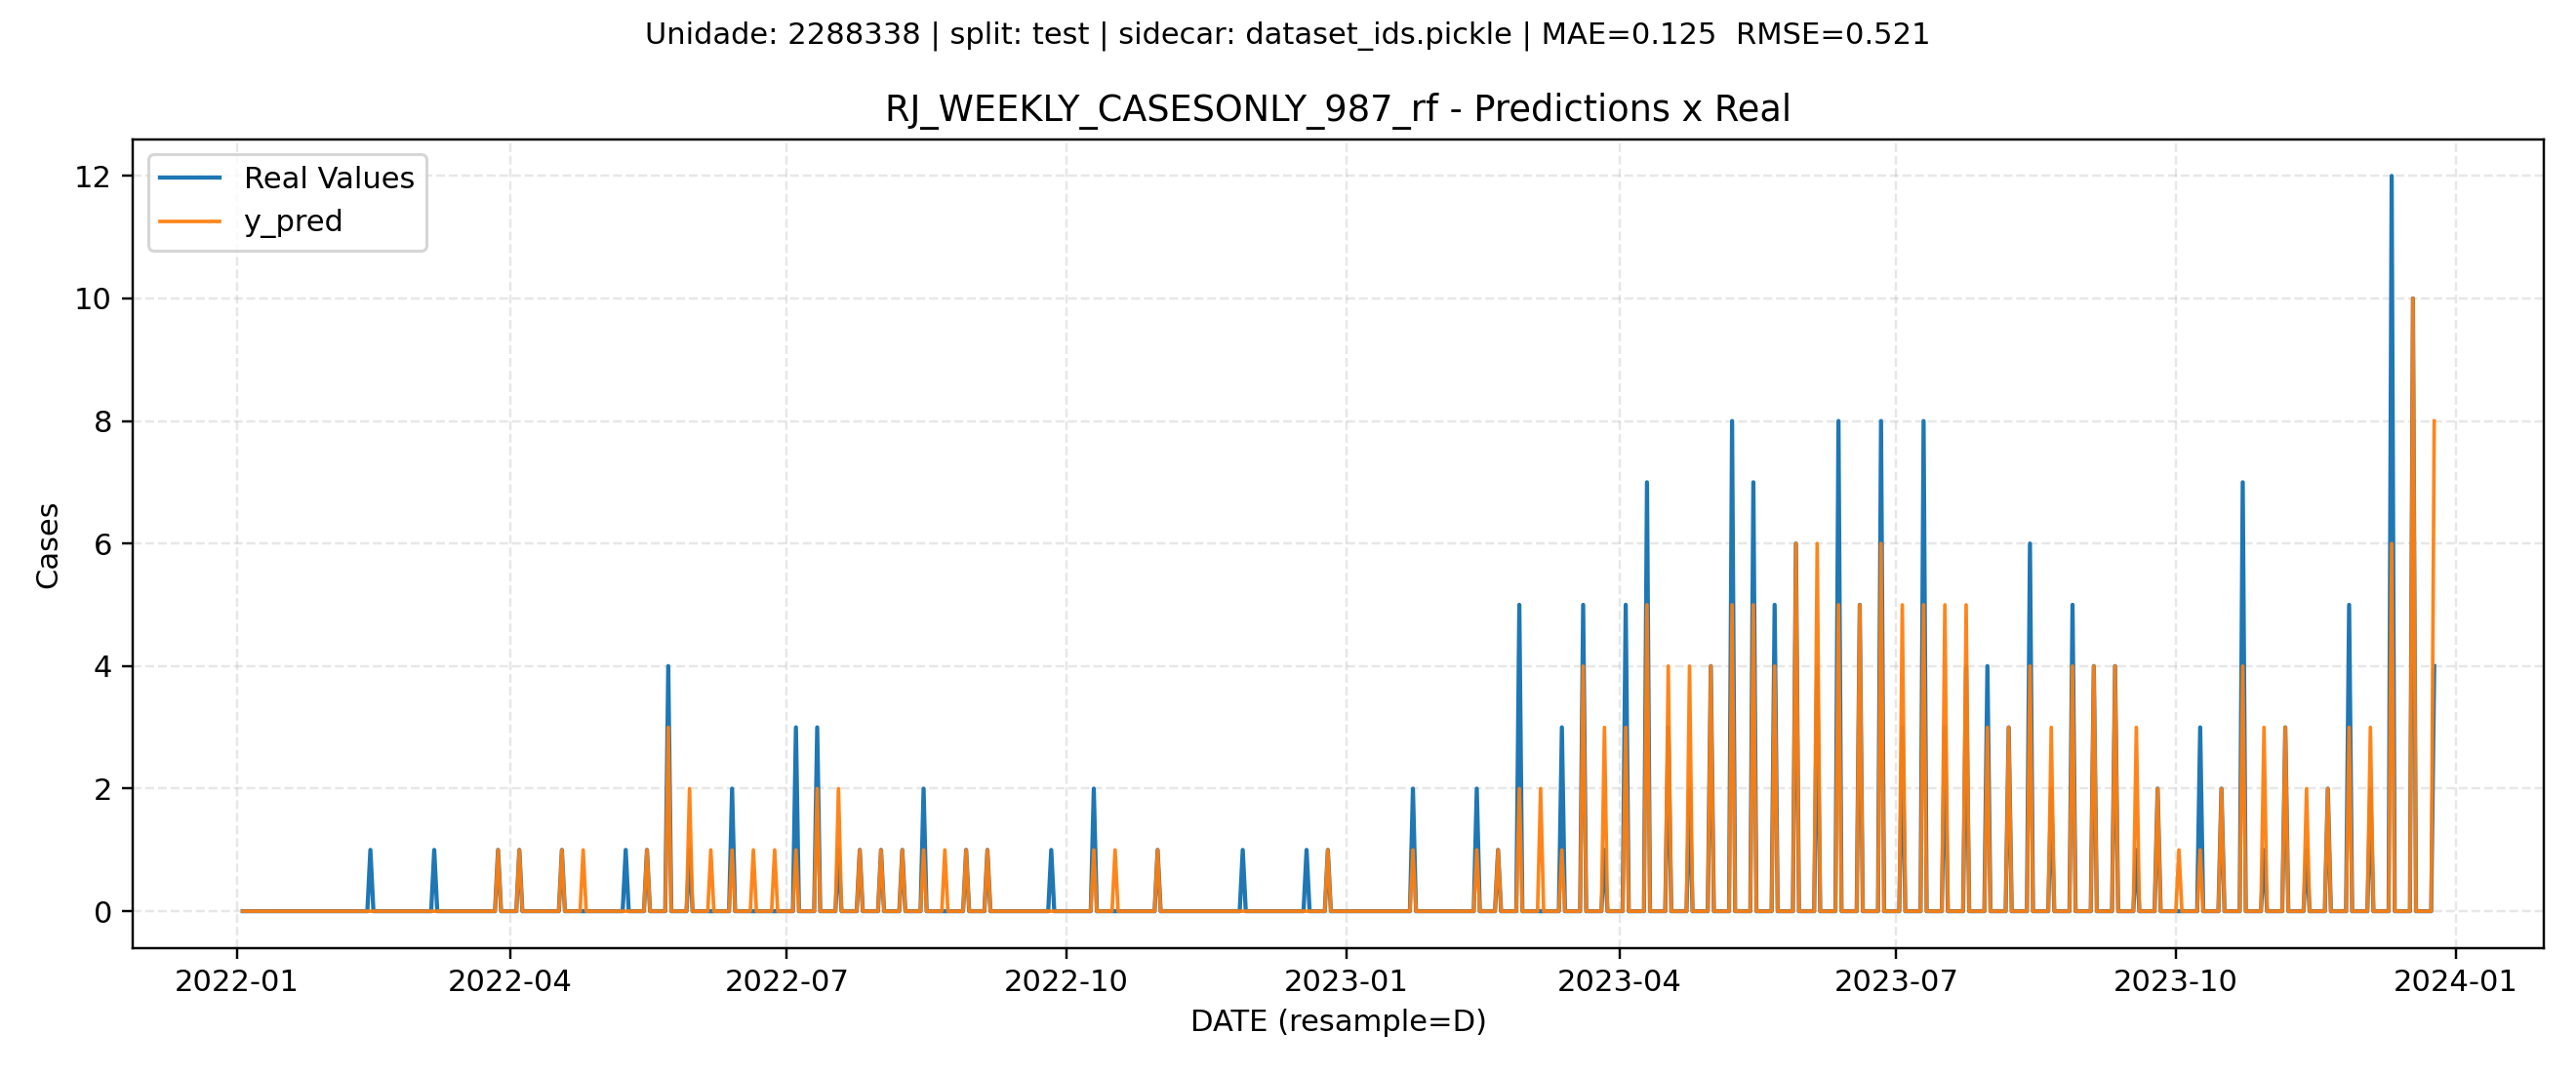 Unidade: 2288338 | split: test | sidecar: dataset_ids.pickle | MAE=0.125  RMSE=0.521
RJ_WEEKLY_CASESONLY_987_rf - Predictions x Real
Real Values
y_pred
12
10
8
6
4
2
0
Cases
2022-01
2022-04
2022-07
2022-10
2023-01
2023-04
2023-07
2023-10
2024-01
DATE (resample=D)